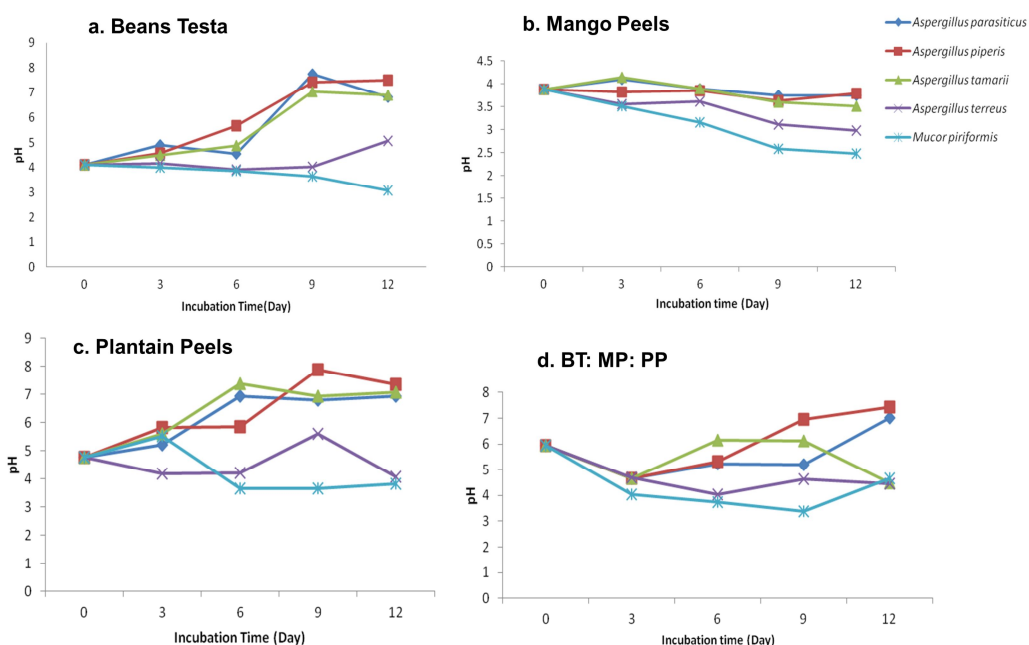 a. Beans Testa
9
8
7
6
5
4
3
2
1
0
pH
0 3 6 9 12
Incubation Time(Day)
b. Mango Peels
4.5
4
3.5
3
2.5
2
1.5
1
0.5
0
pH
0 3 6 9 12
Incubation time (Day)
Aspergillus parasiticus
Aspergillus piperis
Aspergillus tamarii
Aspergillus terreus
Mucor piriformis
c. Plantain Peels
9
8
7
6
5
4
3
2
1
0
pH
0 3 6 9 12
Incubation Time (Day)
d. BT: MP: PP
8
7
6
5
4
3
2
1
0
pH
0 3 6 9 12
Incubation time (Day)